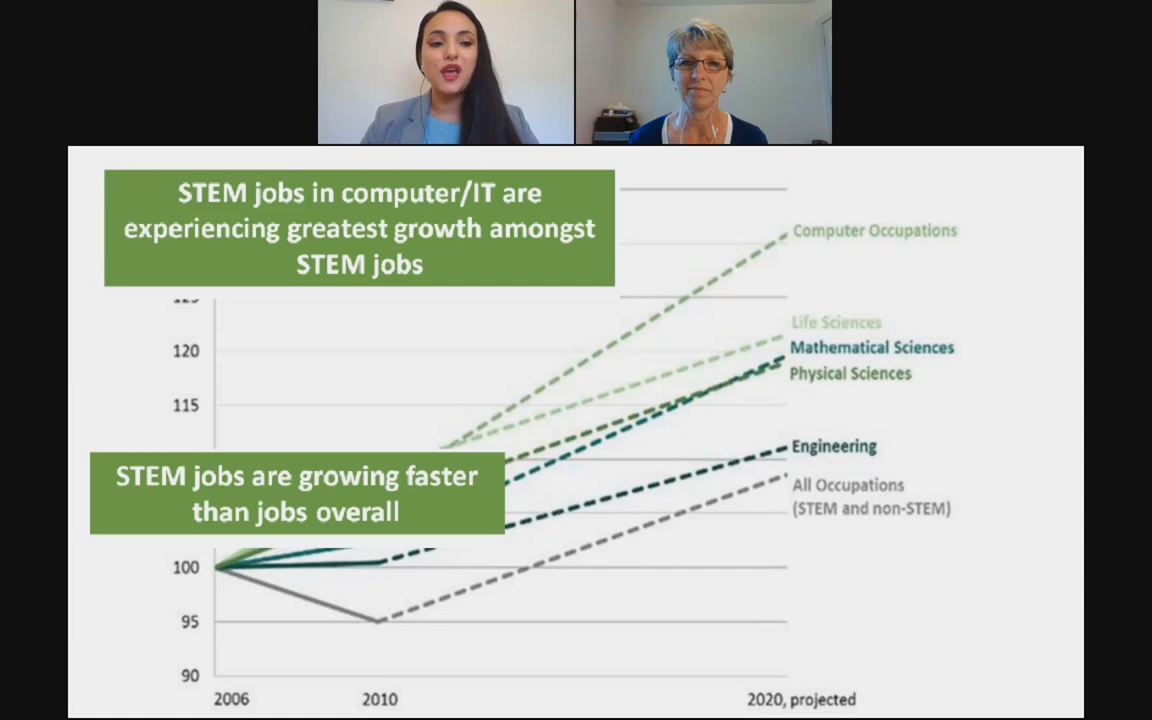 STEM jobs in computer/IT are
experiencing greatest growth amongst
STEM jobs
Computer Occupations
Life Sciences
120
Mathematical Sciences
Physical Sciences
115
Engineering
STEM jobs are growing faster
than jobs overall
All Occupations
(STEM and non-STEM)
100
95
90
2006
2010
2020, projected